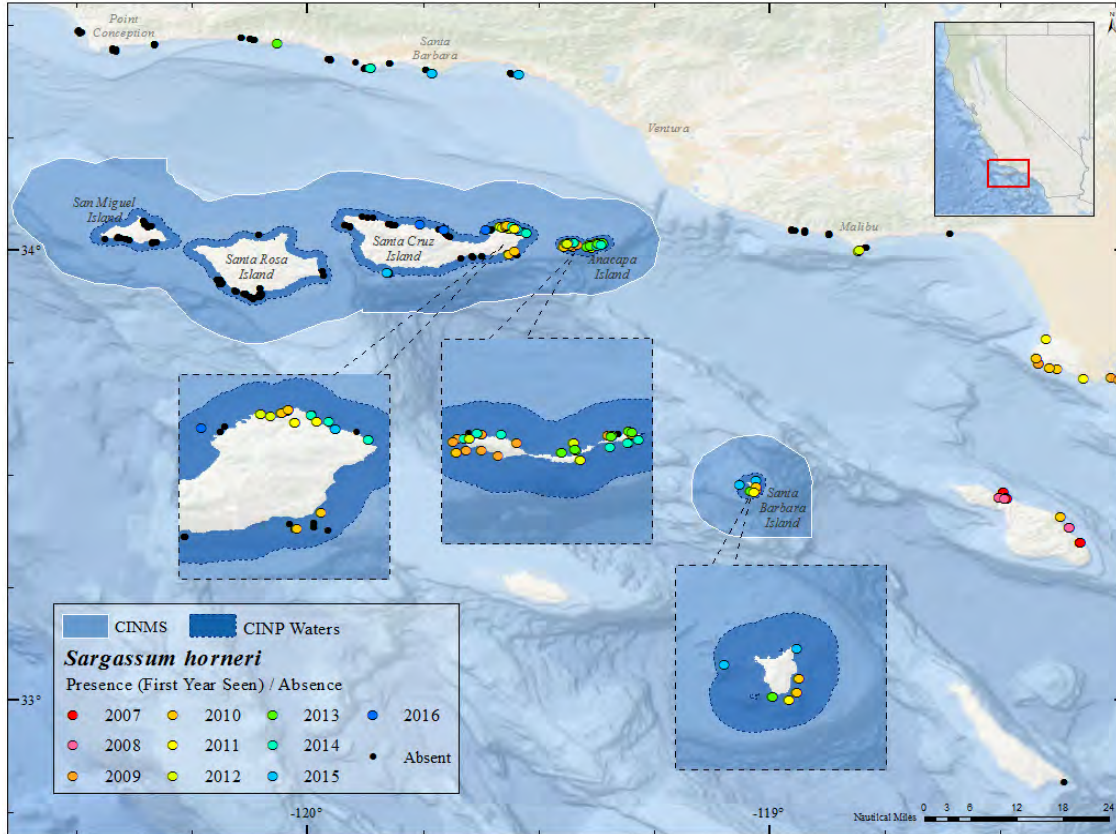 Point
Conception
N
Santa
Barbara
Ventura
San Miguel
Island
Santa Rosa
Island
Santa Cruz
Island
34°
Anacapa
Island
Malibu
Santa
Barbara
Island
33°
CINMS
CINP Waters
Sargassum horneri
Presence (First Year Seen) / Absence
2007
2010
2013
2016
2008
2011
2014
Absent
2009
2012
2015
-120°
-119°
Nautilcal Miles
0 3 6 12 18 24